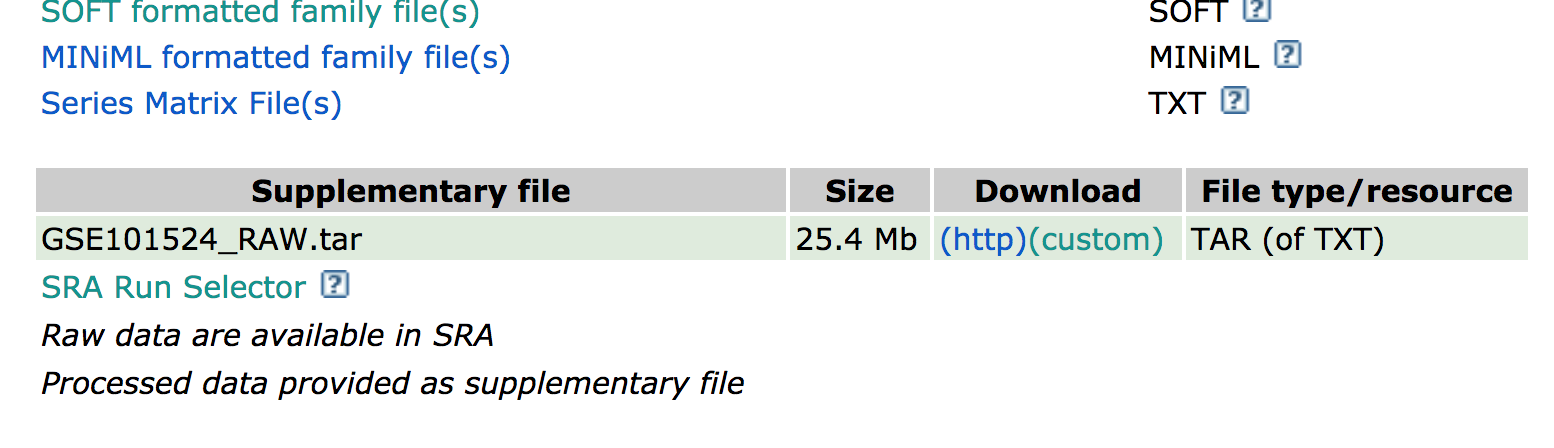 SOFT formatted family file(s) SOFT ?
MINiML formatted family file(s) MINiML ?
Series Matrix File(s) TXT ?
Supplementary file Size Download File type/resource
GSE101524_RAW.tar 25.4 Mb (http)(custom) TAR (of TXT)
SRA Run Selector ?
Raw data are available in SRA
Processed data provided as supplementary file